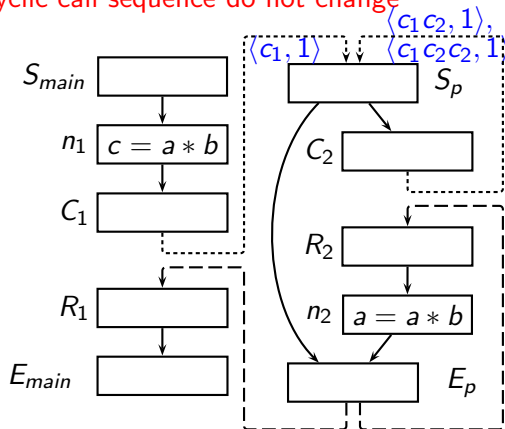 cyclic call sequence do not change
⟨c₁c₂, 1⟩,
⟨c₁, 1⟩ ⟨c₁c₂c₂, 1⟩
S_main S_p
n₁ c = a * b
C₂
C₁
R₂
R₁ n₂ a = a * b
E_main E_p